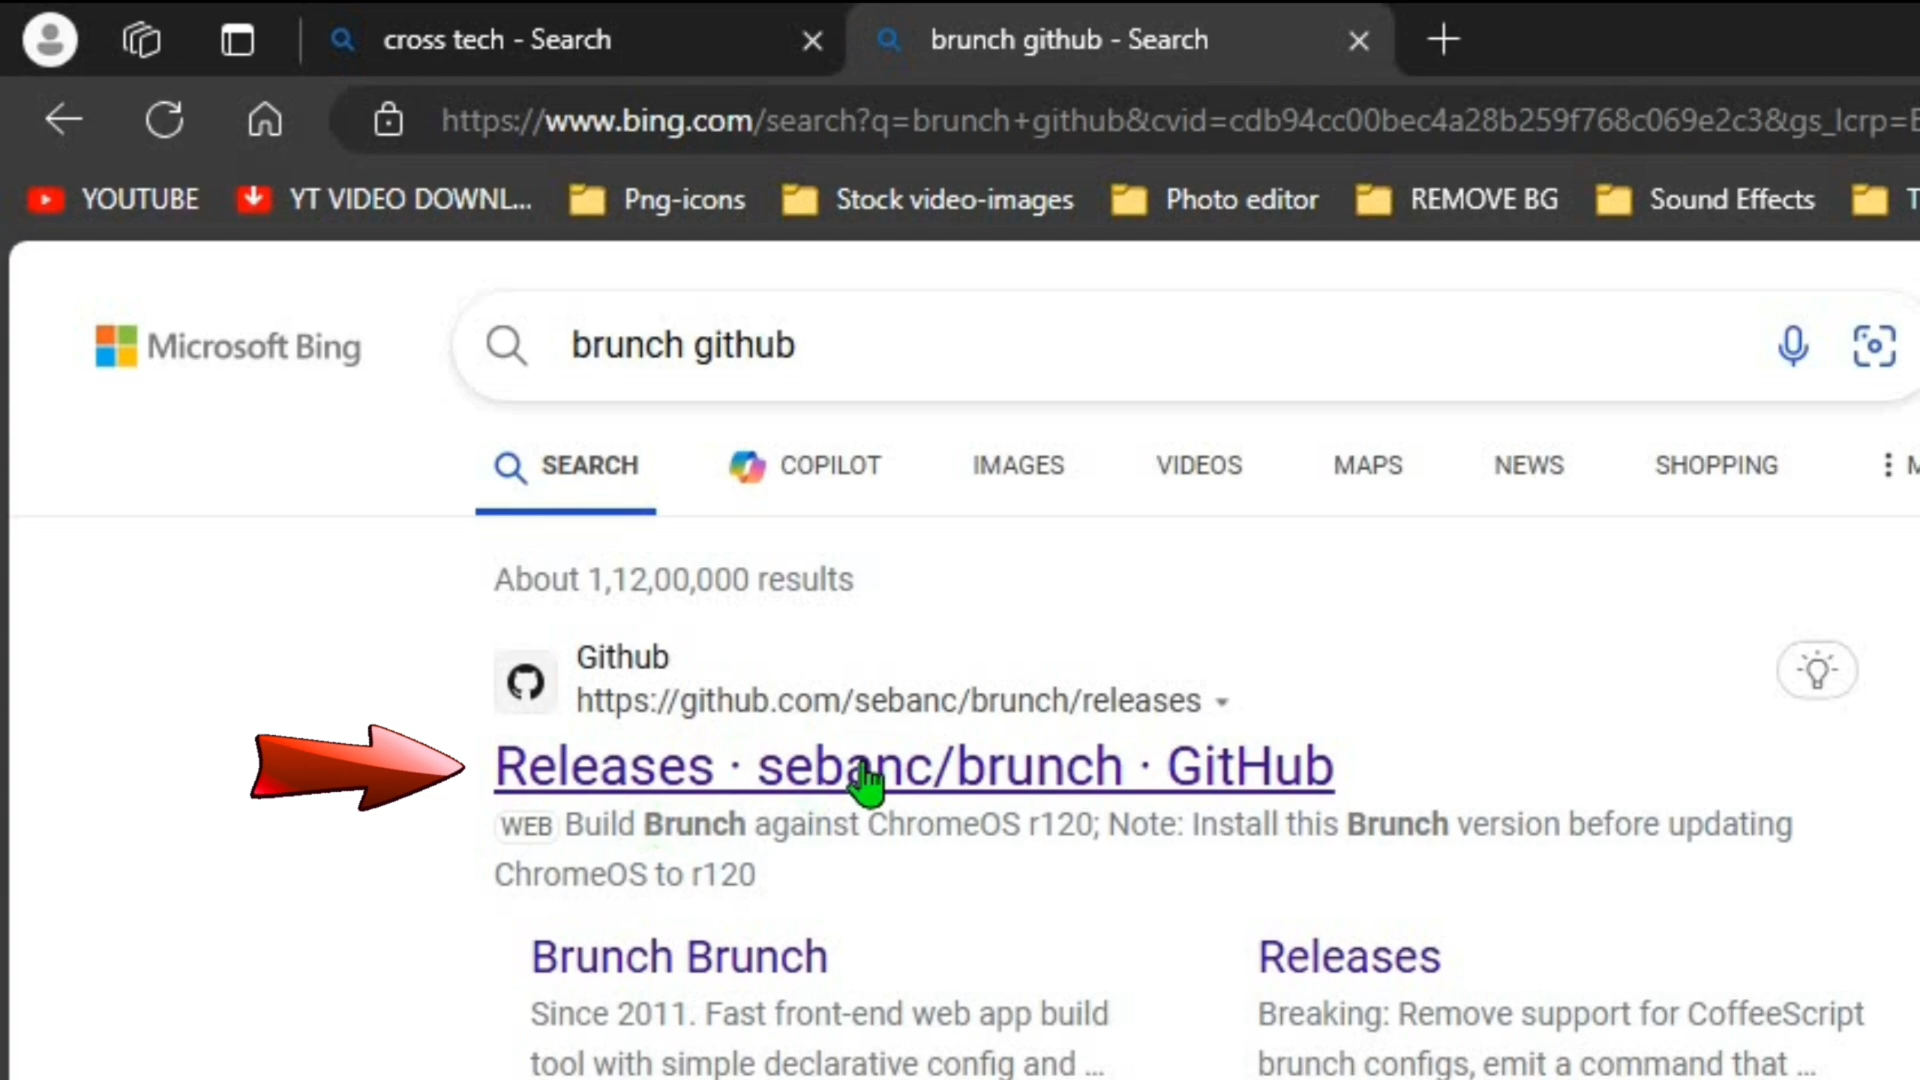 cross tech - Search
brunch github - Search
https://www.bing.com/search?q=brunch+github&cvid=cdb94cc00bec4a28b259f768c069e2c3&gs_lcrp=E
YOUTUBE
YT VIDEO DOWNL...
Png-icons
Stock video-images
Photo editor
REMOVE BG
Sound Effects
T
Microsoft Bing
brunch github
SEARCH
COPILOT
IMAGES
VIDEOS
MAPS
NEWS
SHOPPING
M
About 1,12,00,000 results
Github
https://github.com/sebanc/brunch/releases
Releases · sebanc/brunch · GitHub
WEB Build Brunch against ChromeOS r120; Note: Install this Brunch version before updating
ChromeOS to r120
Brunch Brunch
Since 2011. Fast front-end web app build
tool with simple declarative config and ...
Releases
Breaking: Remove support for CoffeeScript
brunch configs, emit a command that ...